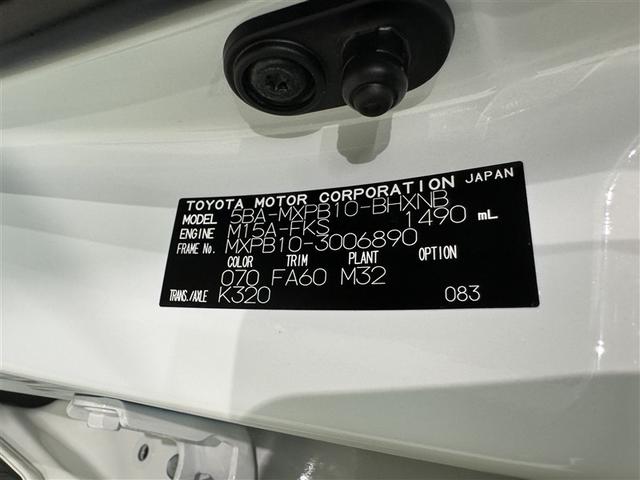 TOYOTA MOTOR CORPORATION JAPAN
MODEL 5BA-MXPB10-BHXNB
ENGINE M15A-FKS 1490 mL
FRAME No. MXPB10-3006890
COLOR TRIM PLANT OPTION
070 FA60 M32
TRANS./AXLE K320 083